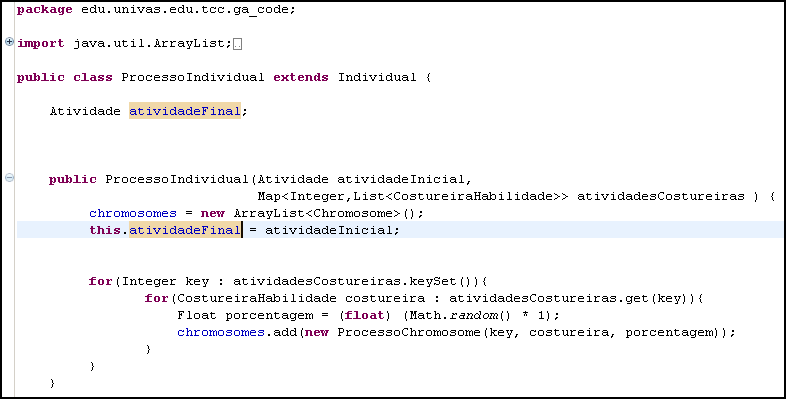 package edu.univas.edu.tcc.ga_code;
import java.util.ArrayList;
public class ProcessoIndividual extends Individual {
Atividade atividadeFinal;
public ProcessoIndividual(Atividade atividadeInicial,
Map<Integer,List<CostureiraHabilidade>> atividadesCostureiras ) {
chromosomes = new ArrayList<Chromosome>();
this.atividadeFinal = atividadeInicial;
for(Integer key : atividadesCostureiras.keySet()){
for(CostureiraHabilidade costureira : atividadesCostureiras.get(key)){
Float porcentagem = (float) (Math.random() * 1);
chromosomes.add(new ProcessoChromosome(key, costureira, porcentagem));
}
}
}